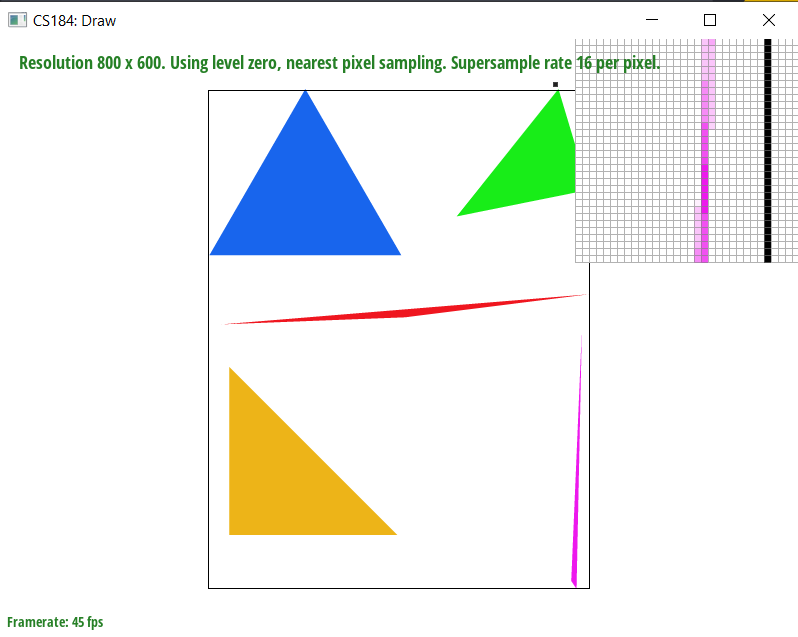 CS184: Draw
Resolution 800 x 600. Using level zero, nearest pixel sampling. Supersample rate 16 per pixel.
Framerate: 45 fps